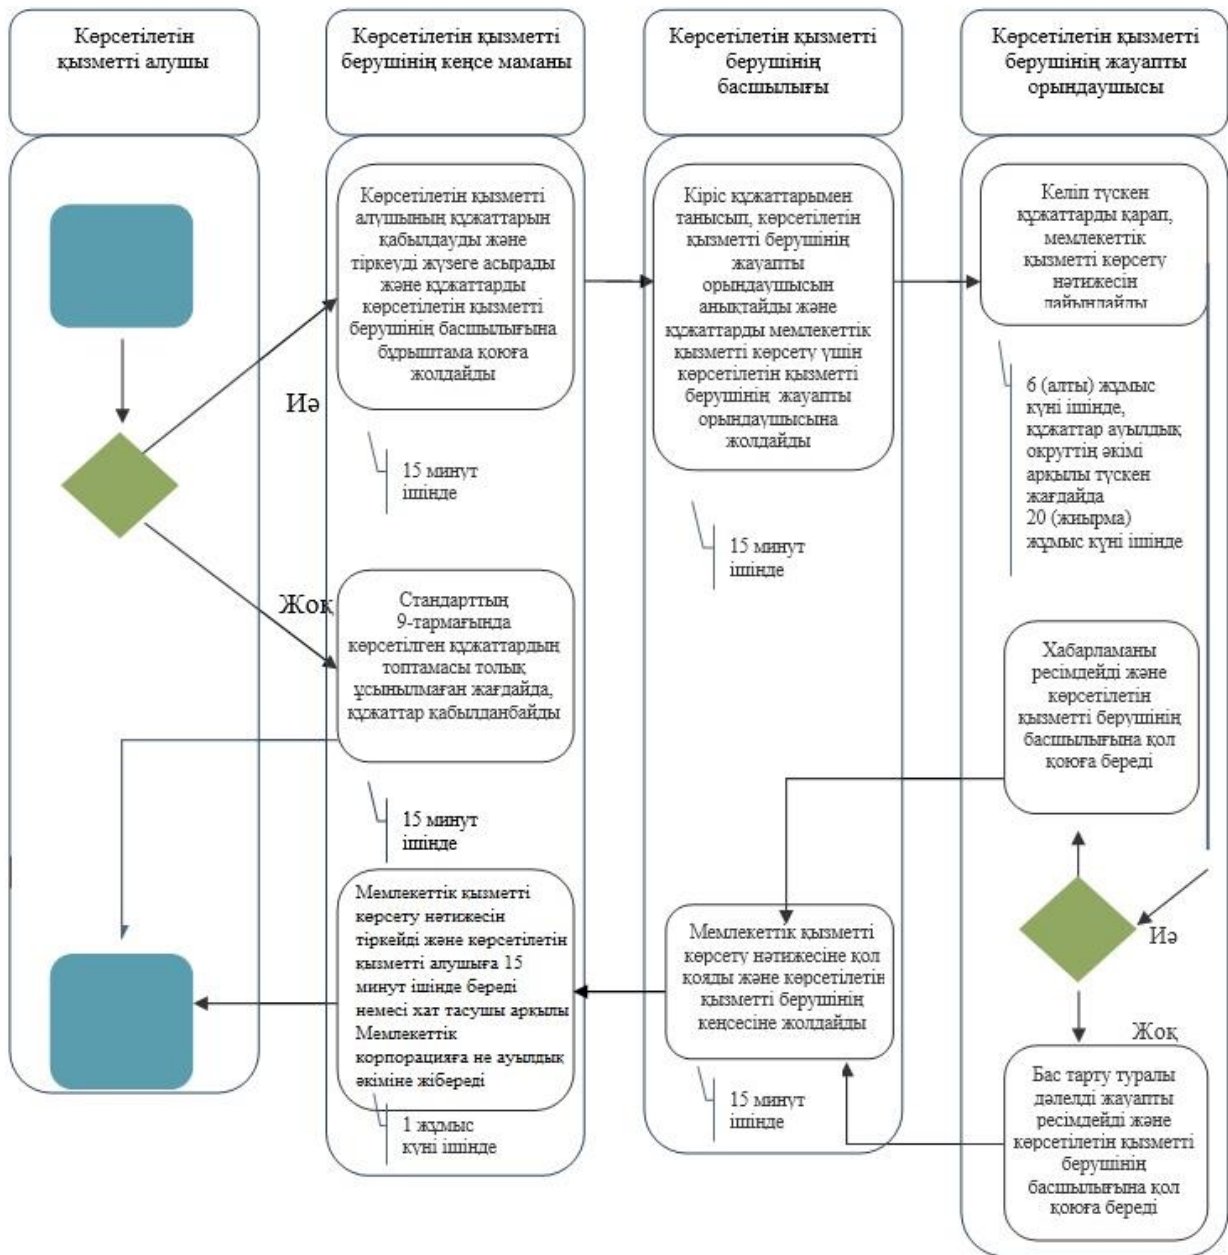 Көрсетілетін
қызметті алушы
Көрсетілетін қызметті
берушінің кеңсе маманы
Көрсетілетін қызметті
берушінің
басшылығы
Көрсетілетін қызметті
берушінің жауапты
орындаушысы
Көрсетілетін қызметті
алушының құжаттарын
қабылдауды және
тіркеуді жүзеге асырады
және құжаттарды
көрсетілетін қызметті
берушінің басшылығына
бұрыштама қоюға
жолдайды
Иә
15 минут
ішінде
Кіріс құжаттарымен
танысып, көрсетілетін
қызметті берушінің
жауапты
орындаушысын
анықтайды және
құжаттарды мемлекеттік
қызметті көрсету үшін
көрсетілетін қызметті
берушінің жауапты
орындаушысына
жолдайды
15 минут
ішінде
Келіп түскен
құжаттарды қарап,
мемлекеттік
қызметті көрсету
нәтижесін
дайындайды
6 (алты) жұмыс
күні ішінде,
құжаттар ауылдық
округтің әкімі
арқылы түскен
жағдайда
20 (жиырма)
жұмыс күні ішінде
Жоқ
Стандарттың
9-тармағында
көрсетілген құжаттардың
топтамасы толық
ұсынылмаған жағдайда,
құжаттар қабылданбайды
15 минут
ішінде
Хабарламаны
ресімдейді және
көрсетілетін
қызметті берушінің
басшылығына қол
қоюға береді
Мемлекеттік қызметті
көрсету нәтижесін
тіркейді және көрсетілетін
қызметті алушыға 15
минут ішінде береді
немесі хат тасушы арқылы
Мемлекеттік
корпорацияға не ауылдық
әкіміне жібереді
1 жұмыс
күні ішінде
Мемлекеттік қызметті
көрсету нәтижесіне қол
қояды және көрсетілетін
қызметті берушінің
кеңсесіне жолдайды
15 минут
ішінде
Иә
Жоқ
Бас тарту туралы
дәлелді жауапты
ресімдейді және
көрсетілетін қызметті
берушінің
басшылығына қол
қоюға береді